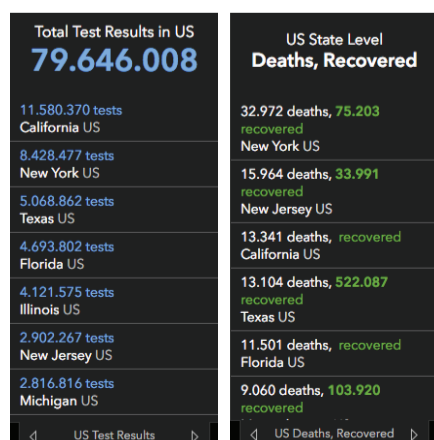 Total Test Results in US
79.646.008
11.580.370 tests
California US
8.428.477 tests
New York US
5.068.862 tests
Texas US
4.693.802 tests
Florida US
4.121.575 tests
Illinois US
2.902.267 tests
New Jersey US
2.816.816 tests
Michigan US
US Test Results
US State Level
Deaths, Recovered
32.972 deaths, 75.203
recovered
New York US
15.964 deaths, 33.991
recovered
New Jersey US
13.341 deaths, recovered
California US
13.104 deaths, 522.087
recovered
Texas US
11.501 deaths, recovered
Florida US
9.060 deaths, 103.920
recovered
US Deaths, Recovered